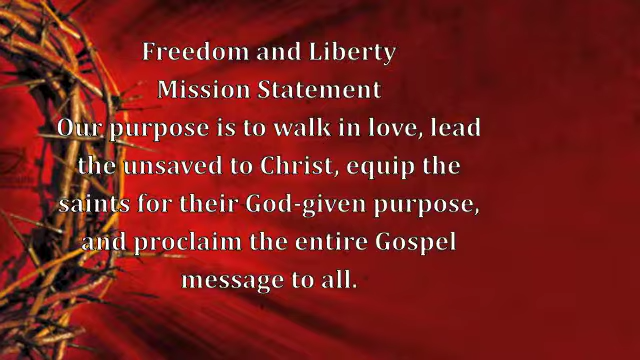 Freedom and Liberty
Mission Statement
Our purpose is to walk in love, lead
the unsaved to Christ, equip the
saints for their God-given purpose,
and proclaim the entire Gospel
message to all.